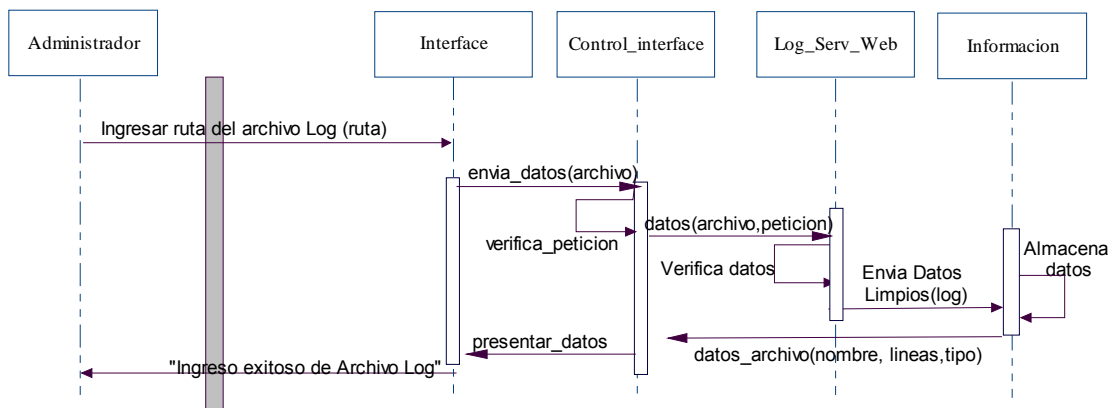 Administrador
Interface
Control_interface
Log_Serv_Web
Informacion
Ingresar ruta del archivo Log (ruta)
envia_datos(archivo)
verifica_peticion
datos(archivo,peticion)
Verifica datos
Envia Datos
Limpios(log)
Almacena
datos
datos_archivo(nombre, lineas,tipo)
presentar_datos
"Ingreso exitoso de Archivo Log"